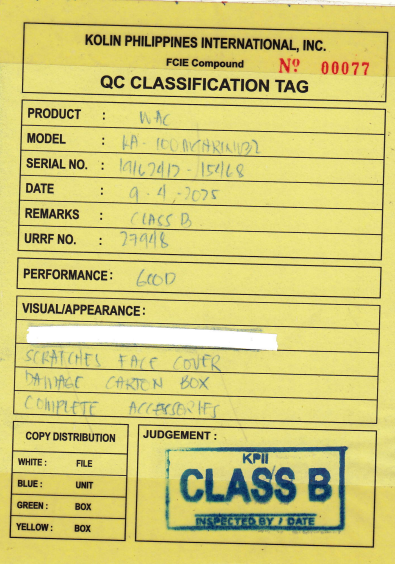 KOLIN PHILIPPINES INTERNATIONAL, INC.
FCIE Compound Nº 00077
QC CLASSIFICATION TAG
PRODUCT : WAC
MODEL :
SERIAL NO. :
DATE : 9-4-2025
REMARKS : CLASS B
URRF NO. : 27948
PERFORMANCE : GOOD
VISUAL/APPEARANCE :
SCRATCHES FACE COVER
DAMAGE CARTON BOX
COMPLETE ACCESSORIES
COPY DISTRIBUTION
WHITE : FILE
BLUE : UNIT
GREEN : BOX
YELLOW : BOX
JUDGEMENT :
KPII
CLASS B
INSPECTED BY / DATE